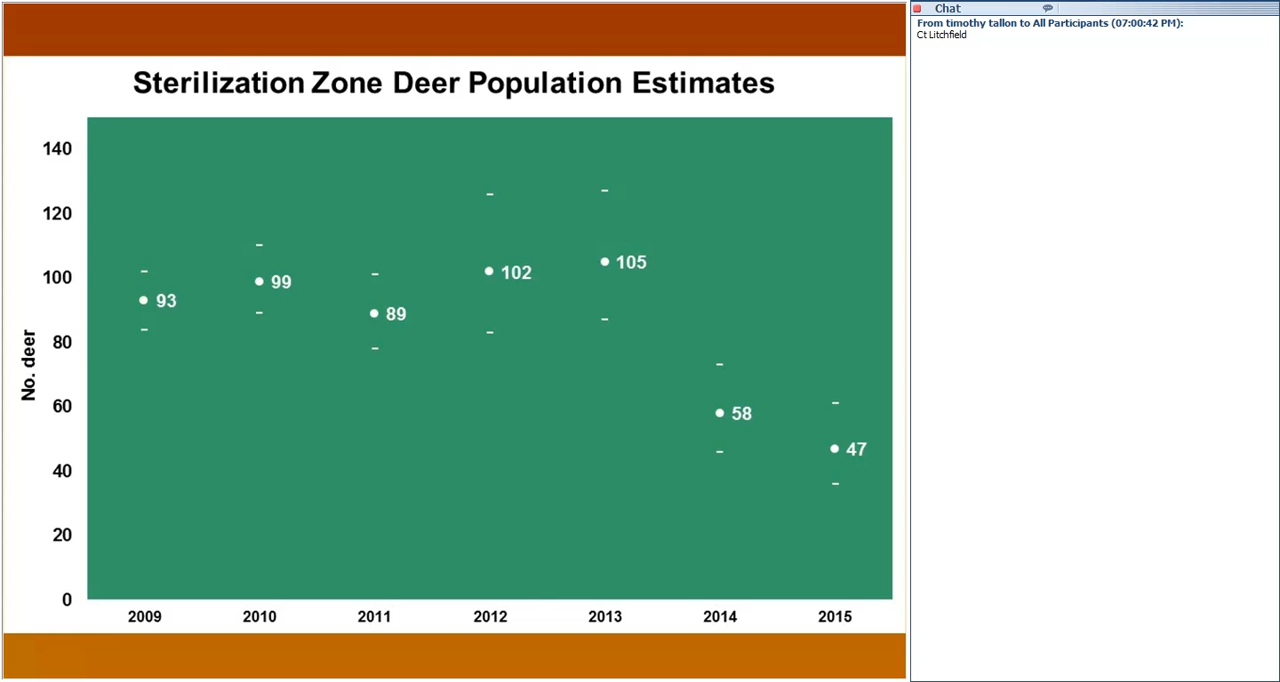 Sterilization Zone Deer Population Estimates
No. deer
140
120
100
80
60
40
20
0
93
99
89
102
105
58
47
2009 2010 2011 2012 2013 2014 2015
Chat
From timothy tallon to All Participants (07:00:42 PM):
Ct Litchfield